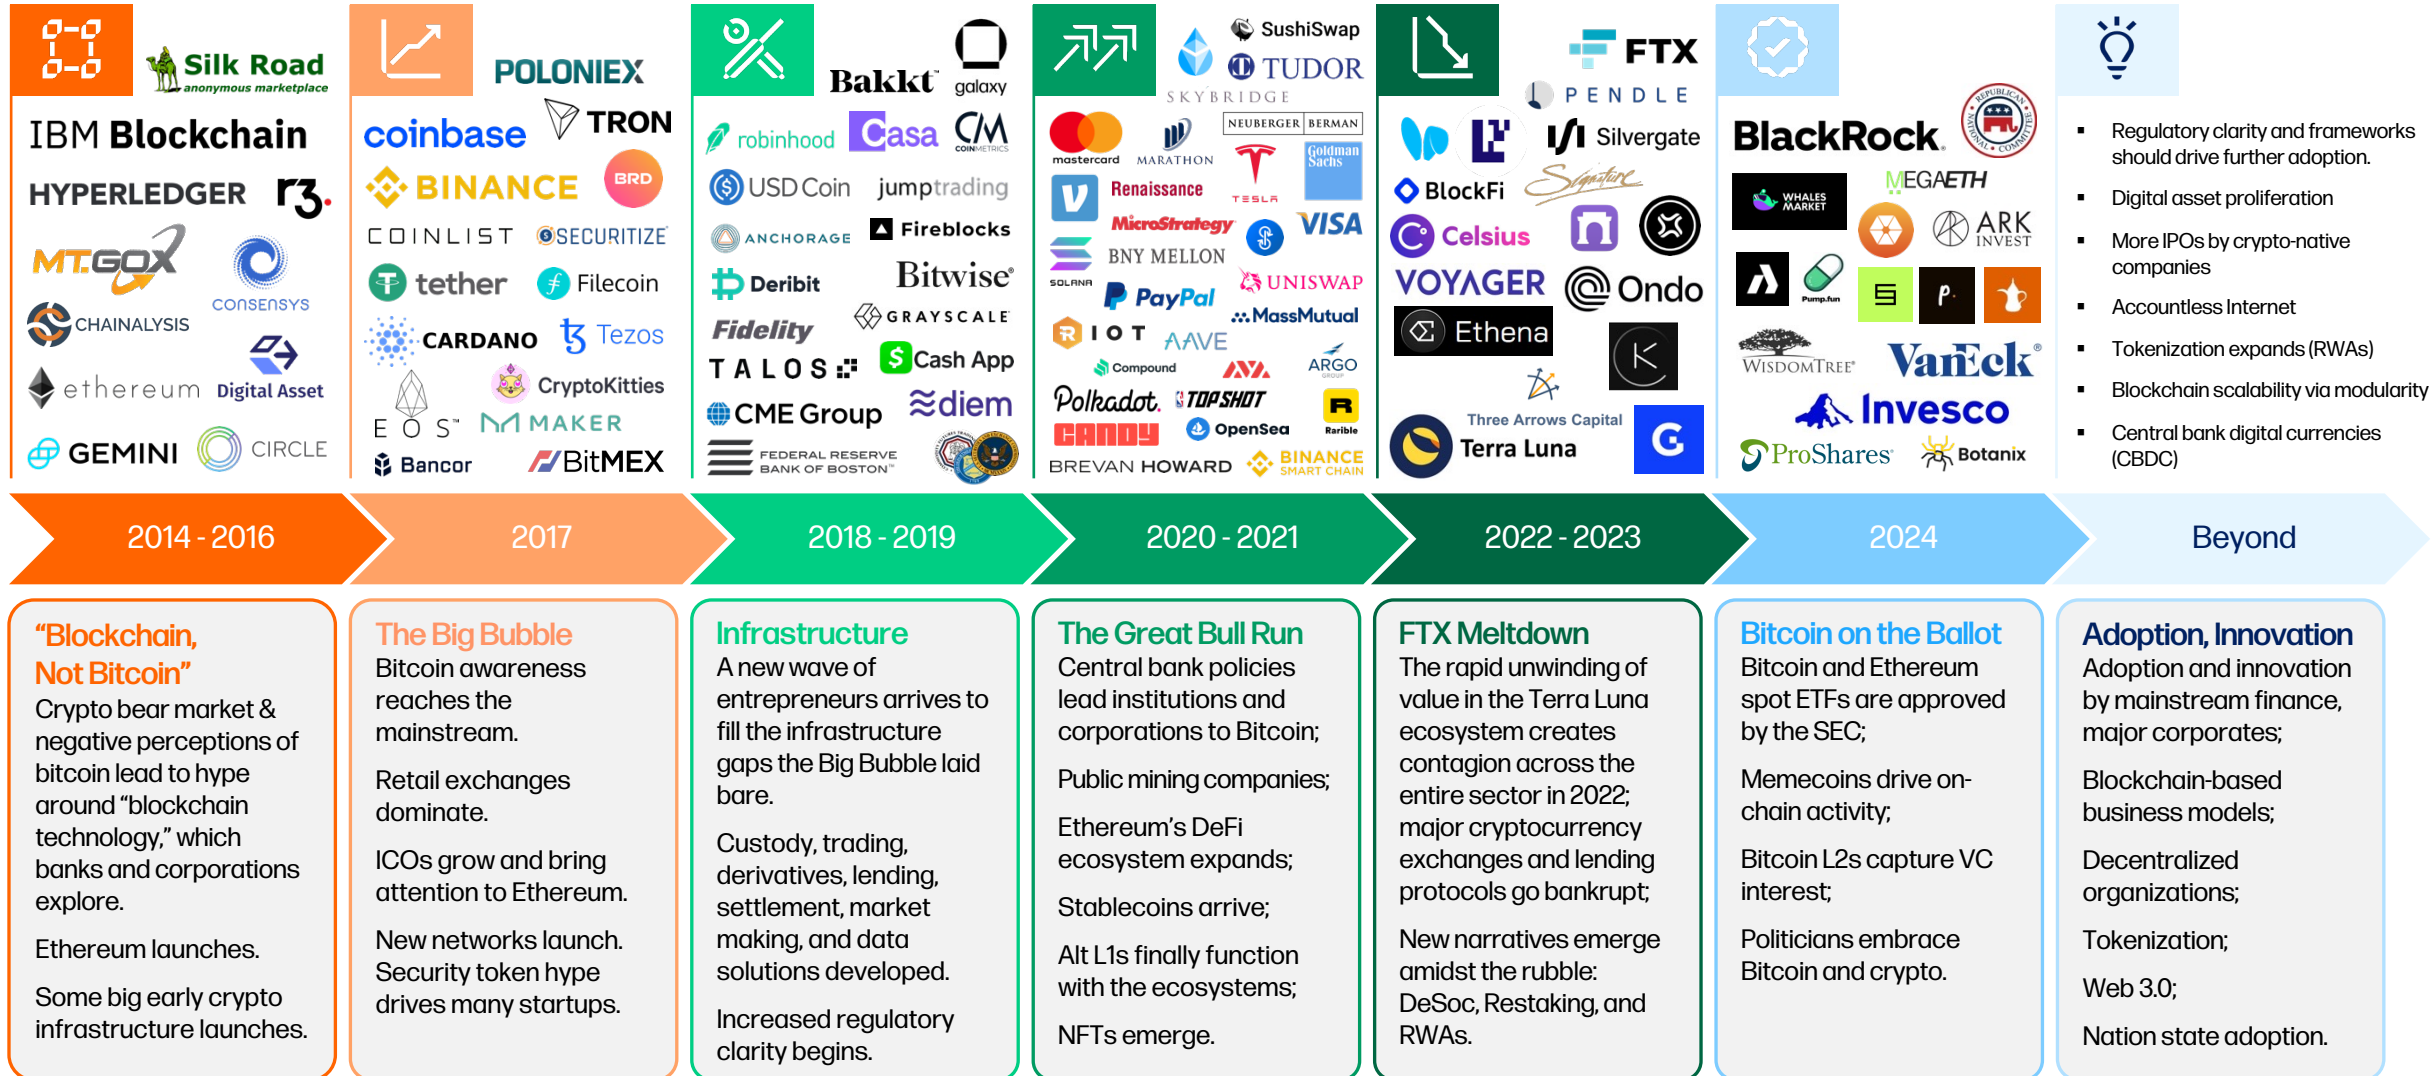 Silk Road
anonymous marketplace
IBM Blockchain
HYPERLEDGER
r3.
MT.GOX
CONSENSYS
CHAINALYSIS
ethereum
Digital Asset
GEMINI
CIRCLE
POLONIEX
coinbase
TRON
BINANCE
BRD
COINLIST
SECURITIZE
tether
Filecoin
CARDANO
Tezos
CryptoKitties
EOS™
MAKER
Bancor
BitMEX
Bakkt™
galaxy
robinhood
Casa
CM
COINMETRICS
USD Coin
jumptrading
ANCHORAGE
Fireblocks
Deribit
Bitwise®
Fidelity
GRAYSCALE
TALOS
Cash App
CME Group
diem
FEDERAL RESERVE
BANK OF BOSTON™
SushiSwap
TUDOR
SKYBRIDGE
mastercard
MARATHON
NEUBERGER BERMAN
TESLA
Goldman
Sachs
Renaissance
MicroStrategy
VISA
SOLANA
BNY MELLON
UNISWAP
PayPal
MassMutual
RIOT
AAVE
Compound
ARGO
GROUP
Polkadot.
TOP SHOT
Rarible
CANDY
OpenSea
BREVAN HOWARD
BINANCE
SMART CHAIN
FTX
PENDLE
Silvergate
BlockFi
Signature
Celsius
VOYAGER
Ondo
Ethena
Three Arrows Capital
Terra Luna
G
BlackRock.
REPUBLICAN
NATIONAL COMMITTEE
WHALES
MARKET
MEGAETH
ARK
INVEST
Pump.fun
WISDOMTREE®
VanEck®
Invesco
ProShares®
Botanix
▪ Regulatory clarity and frameworks
should drive further adoption.
▪ Digital asset proliferation
▪ More IPOs by crypto-native
companies
▪ Accountless Internet
▪ Tokenization expands (RWAs)
▪ Blockchain scalability via modularity
▪ Central bank digital currencies
(CBDC)
2014 - 2016
2017
2018 - 2019
2020 - 2021
2022 - 2023
2024
Beyond
“Blockchain,
Not Bitcoin”
Crypto bear market &
negative perceptions of
bitcoin lead to hype
around “blockchain
technology,” which
banks and corporations
explore.
Ethereum launches.
Some big early crypto
infrastructure launches.
The Big Bubble
Bitcoin awareness
reaches the
mainstream.
Retail exchanges
dominate.
ICOs grow and bring
attention to Ethereum.
New networks launch.
Security token hype
drives many startups.
Infrastructure
A new wave of
entrepreneurs arrives to
fill the infrastructure
gaps the Big Bubble laid
bare.
Custody, trading,
derivatives, lending,
settlement, market
making, and data
solutions developed.
Increased regulatory
clarity begins.
The Great Bull Run
Central bank policies
lead institutions and
corporations to Bitcoin;
Public mining companies;
Ethereum’s DeFi
ecosystem expands;
Stablecoins arrive;
Alt L1s finally function
with the ecosystems;
NFTs emerge.
FTX Meltdown
The rapid unwinding of
value in the Terra Luna
ecosystem creates
contagion across the
entire sector in 2022;
major cryptocurrency
exchanges and lending
protocols go bankrupt;
New narratives emerge
amidst the rubble:
DeSoc, Restaking, and
RWAs.
Bitcoin on the Ballot
Bitcoin and Ethereum
spot ETFs are approved
by the SEC;
Memecoins drive on-
chain activity;
Bitcoin L2s capture VC
interest;
Politicians embrace
Bitcoin and crypto.
Adoption, Innovation
Adoption and innovation
by mainstream finance,
major corporates;
Blockchain-based
business models;
Decentralized
organizations;
Tokenization;
Web 3.0;
Nation state adoption.